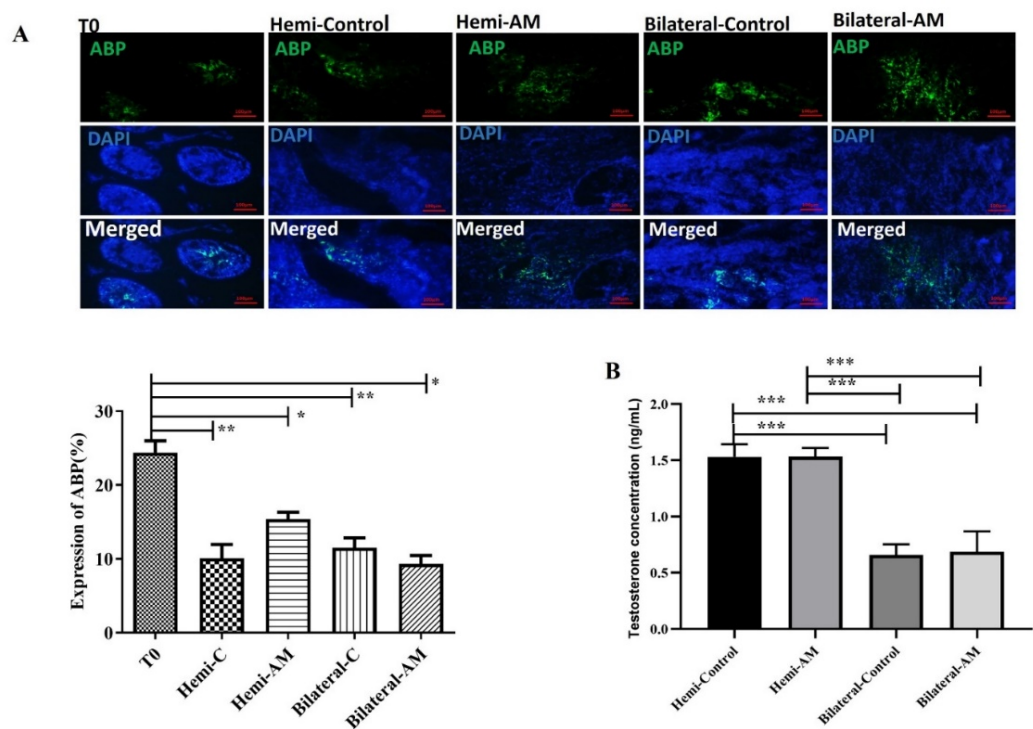 A
T0
Hemi-Control
Hemi-AM
Bilateral-Control
Bilateral-AM
ABP
ABP
ABP
ABP
ABP
DAPI
DAPI
DAPI
DAPI
DAPI
Merged
Merged
Merged
Merged
Merged
*
**
*
**
Expression of ABP(%)
30
20
10
0
T0
Hemi-C
Hemi-AM
Bilateral-C
Bilateral-AM
B
***
***
***
***
Testosterone concentration (ng/mL)
2.0
1.5
1.0
0.5
0.0
Hemi-Control
Hemi-AM
Bilateral-Control
Bilateral-AM